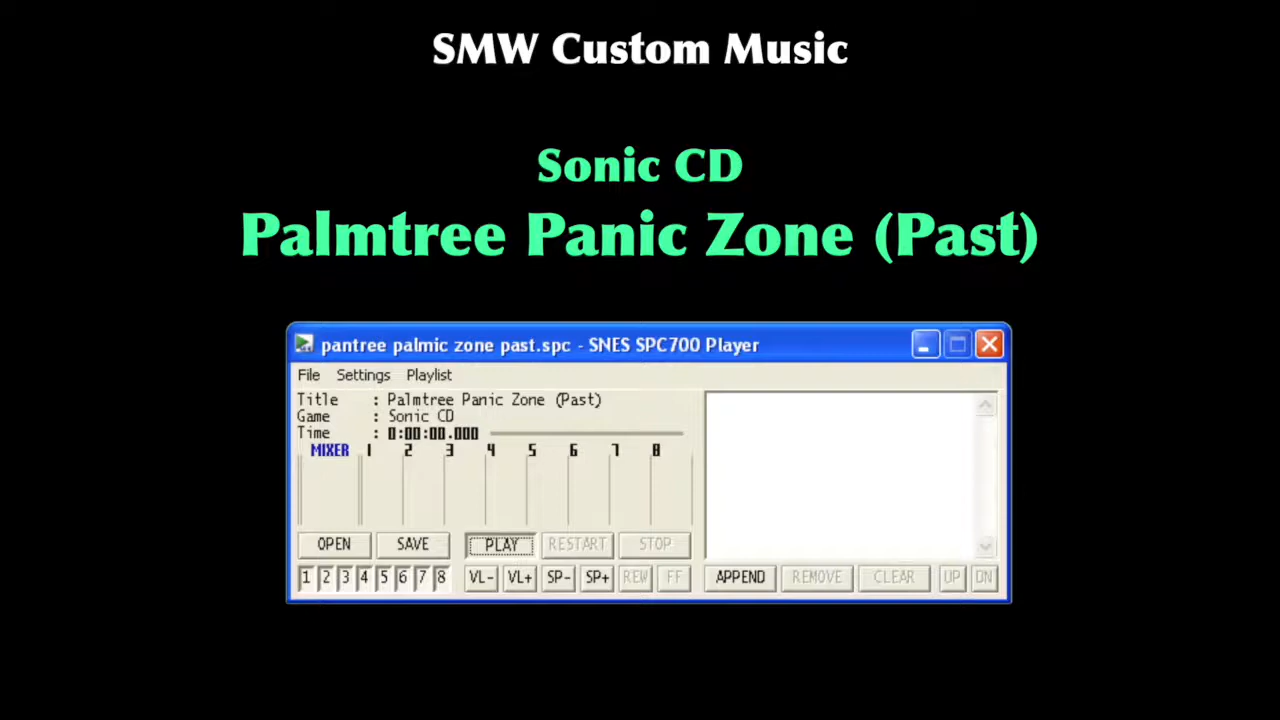 SMW Custom Music
Sonic CD
Palmtree Panic Zone (Past)
pantree palmic zone past.spc - SNES SPC700 Player
File Settings Playlist
Title : Palmtree Panic Zone (Past)
Game : Sonic CD
Time : 0:00:00.000
MIXER 1 2 3 4 5 6 7 8
OPEN SAVE PLAY RESTART STOP
1 2 3 4 5 6 7 8 VL- VL+ SP- SP+ REW FF APPEND REMOVE CLEAR UP DN